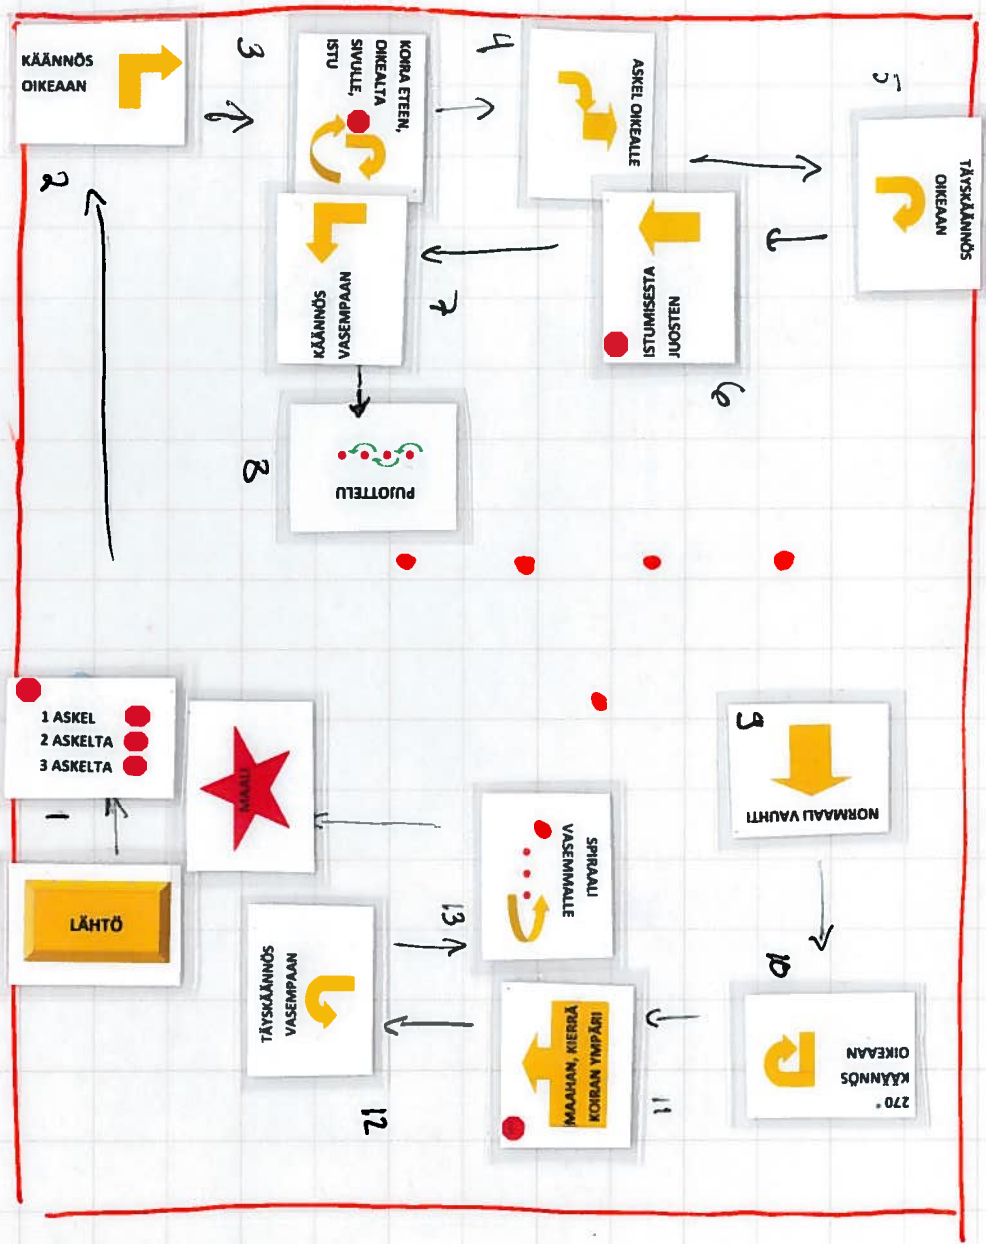 KÄÄNNÖS
OIKEAAN
2
3
KOIRA ETEEN,
OIKEALTA
SIVULLE,
ISTU
4
ASKEL OIKEALLE
5
TÄYSKÄÄNNÖS
OIKEAAN
6
JUOSTEN
ISTUMISESTA
7
KÄÄNNÖS
VASEMPAAN
8
PUJOTTELU
9
NORMAALI VAUHTI
10
270°
KÄÄNNÖS
OIKEAAN
11
MAAHAN, KIERRÄ
KOIRAN YMPÄRI
12
TÄYSKÄÄNNÖS
VASEMPAAN
13
SPIRAALI
VASEMMALLE
MAALI
1 ASKEL
2 ASKELTA
3 ASKELTA
1
LÄHTÖ